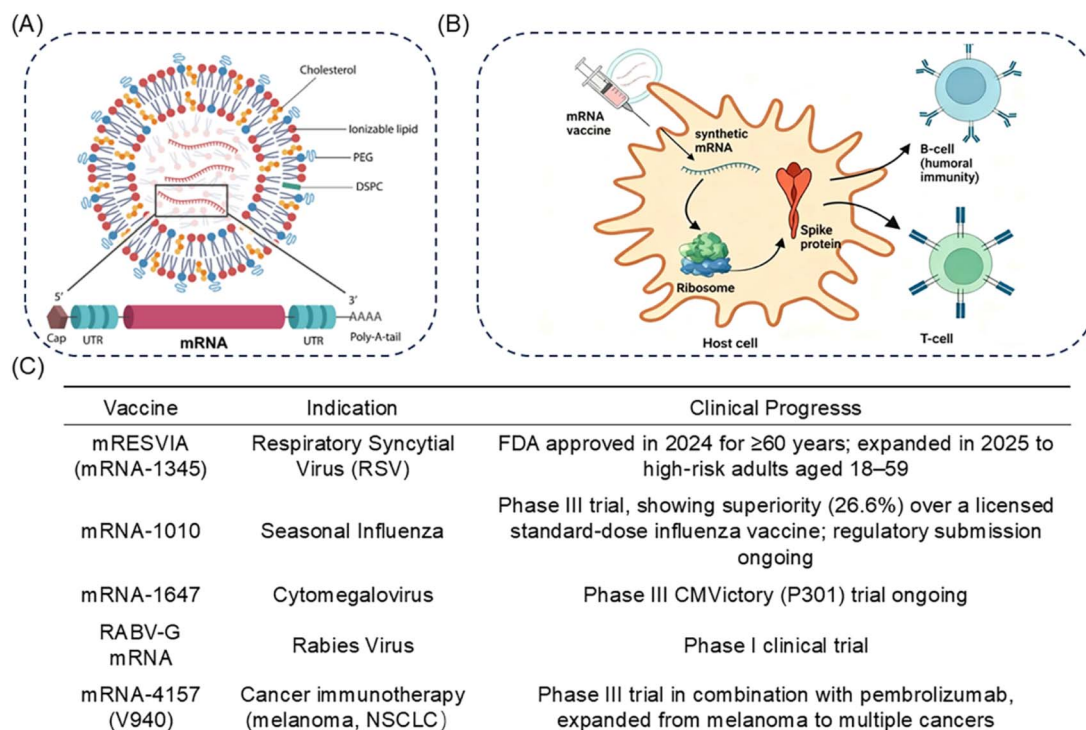 (A)
Cholesterol
Ionizable lipid
PEG
DSPC
5’
3’
AAAA
Cap
UTR
mRNA
UTR
Poly-A-tail
(B)
mRNA
vaccine
synthetic
mRNA
Spike
protein
Ribosome
Host cell
B-cell
(humoral
immunity)
T-cell
(C)
Vaccine Indication Clinical Progresss
mRESVIA
(mRNA-1345)
Respiratory Syncytial
Virus (RSV)
FDA approved in 2024 for ≥60 years; expanded in 2025 to
high-risk adults aged 18–59
mRNA-1010
Seasonal Influenza
Phase III trial, showing superiority (26.6%) over a licensed
standard-dose influenza vaccine; regulatory submission
ongoing
mRNA-1647
Cytomegalovirus
Phase III CMVictory (P301) trial ongoing
RABV-G
mRNA
Rabies Virus
Phase I clinical trial
mRNA-4157
(V940)
Cancer immunotherapy
(melanoma, NSCLC)
Phase III trial in combination with pembrolizumab,
expanded from melanoma to multiple cancers